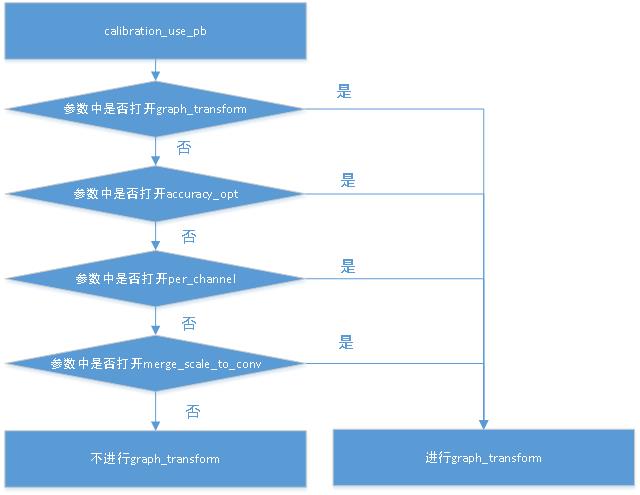 calibration_use_pb
参数中是否打开graph_transform
是
否
参数中是否打开accuracy_opt
是
否
参数中是否打开per_channel
是
否
参数中是否打开merge_scale_to_conv
是
否
不进行graph_transform
进行graph_transform